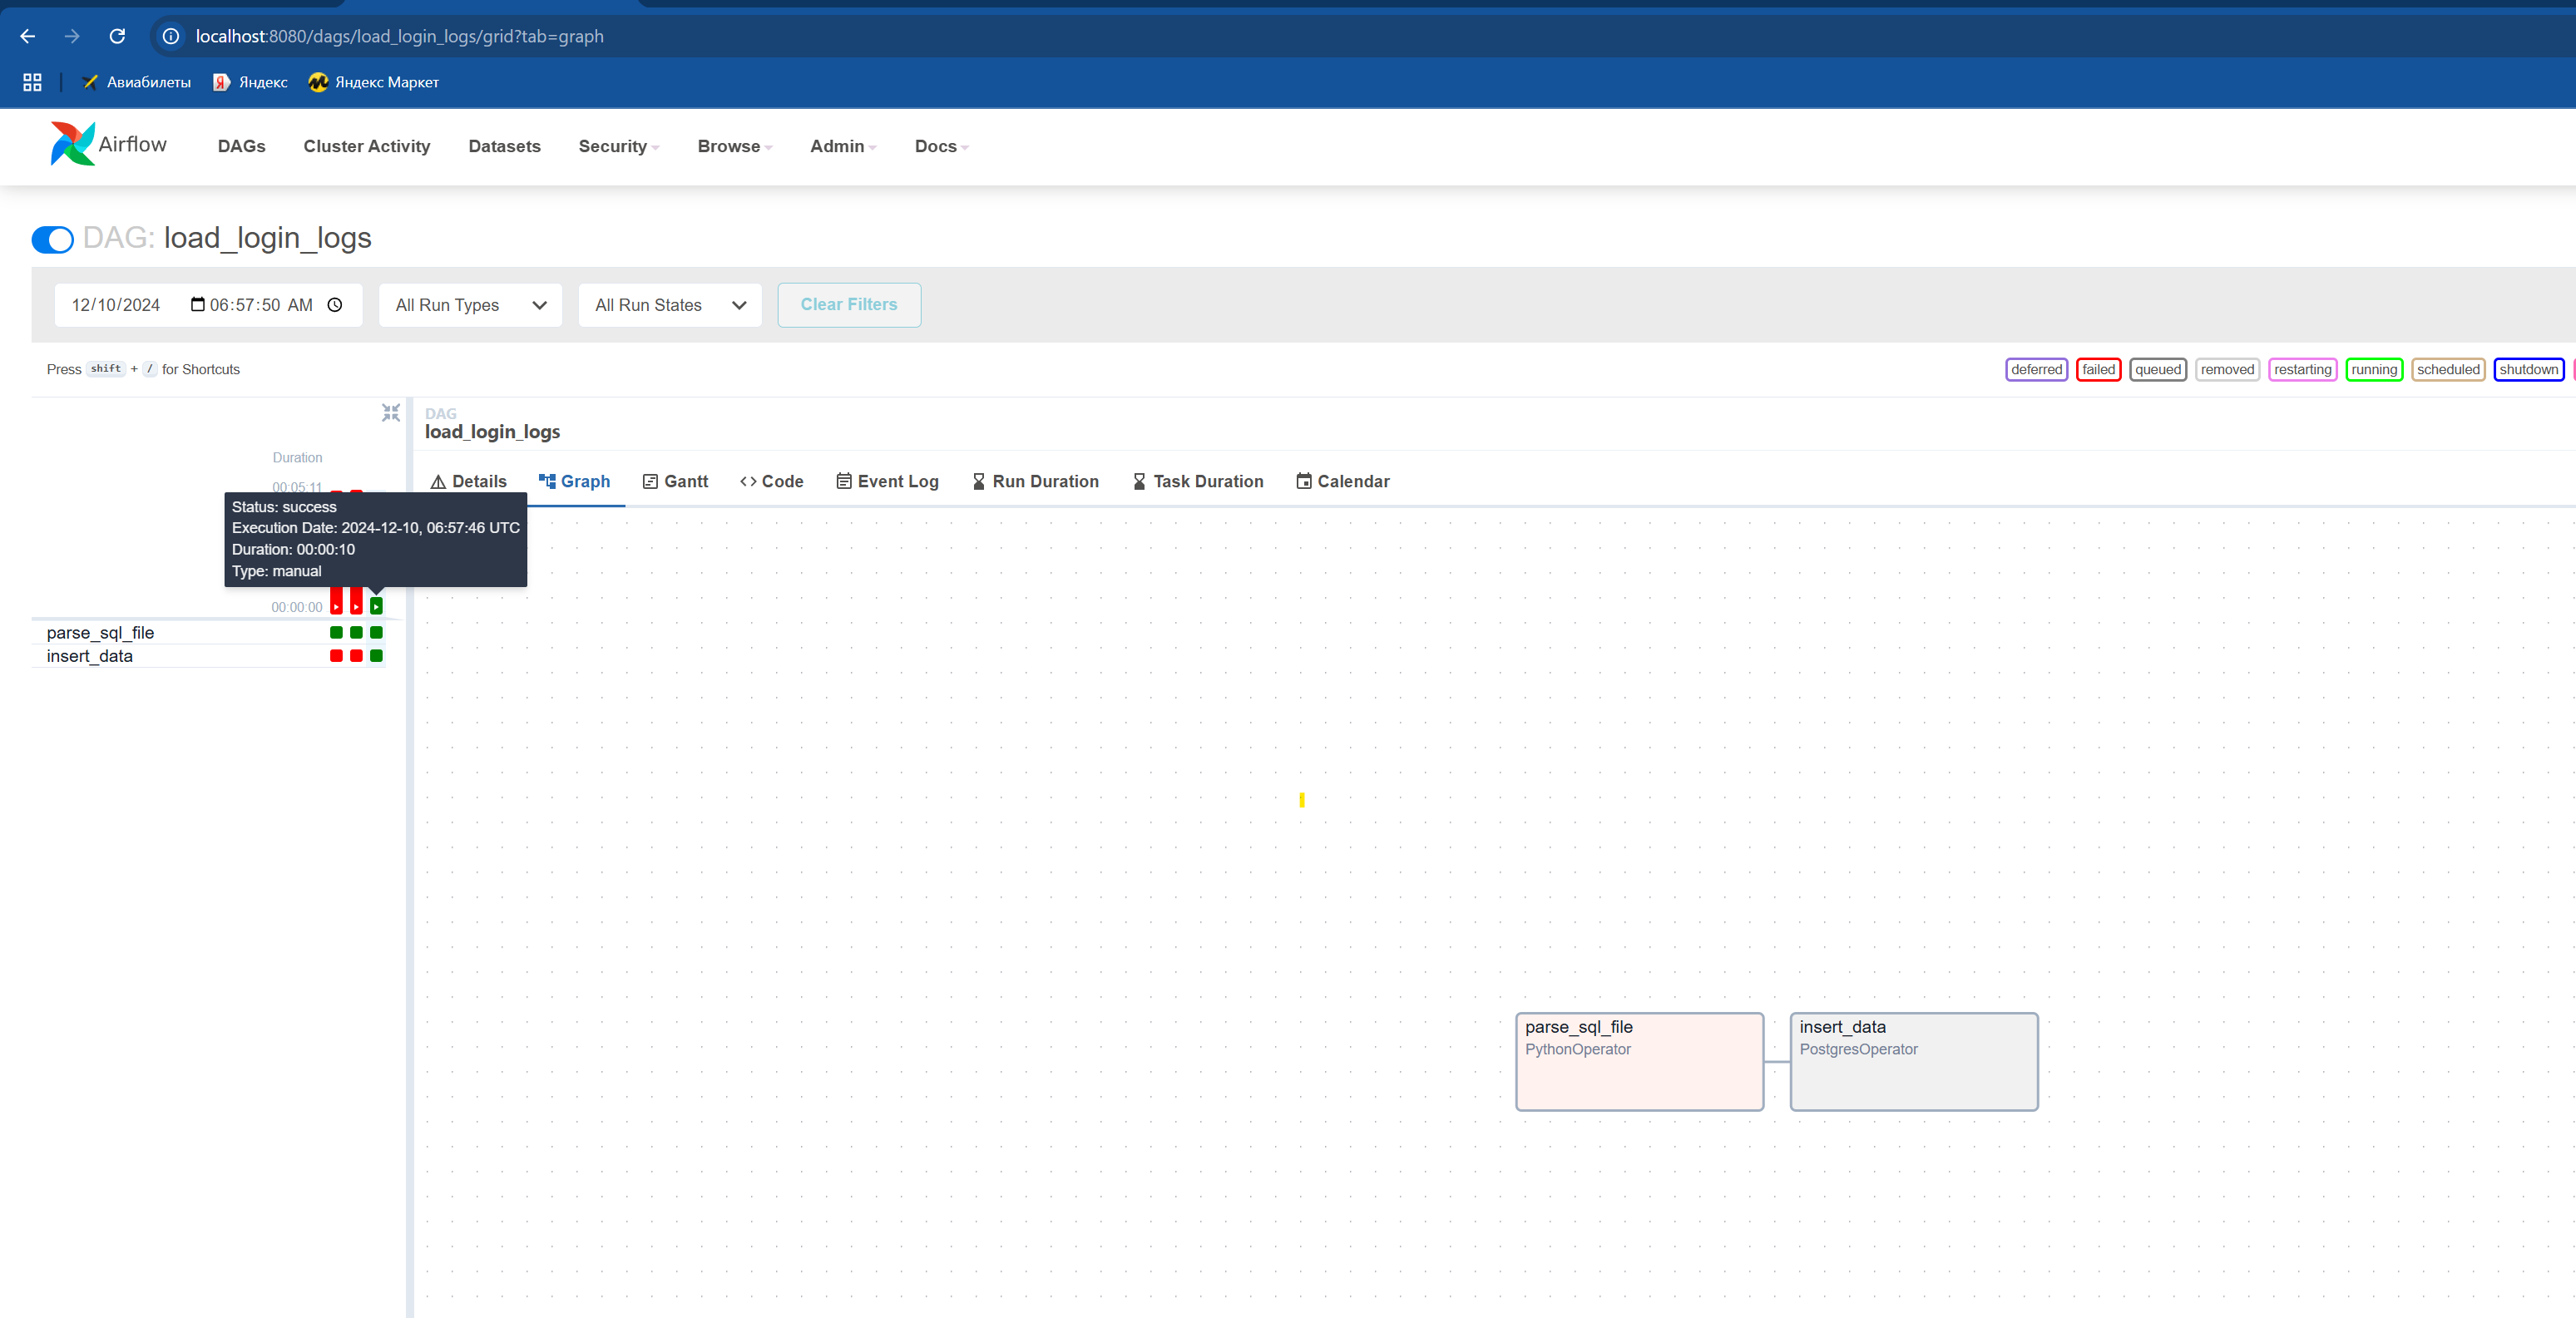 localhost:8080/dags/load_login_logs/grid?tab=graph
Авиабилеты
Яндекс
Яндекс Маркет
Airflow
DAGs
Cluster Activity
Datasets
Security
Browse
Admin
Docs
DAG: load_login_logs
12/10/2024 06:57:50 AM
All Run Types
All Run States
Clear Filters
Press shift + / for Shortcuts
deferred
failed
queued
removed
restarting
running
scheduled
shutdown
DAG
load_login_logs
Duration
00:05:11
Details
Graph
Gantt
Code
Event Log
Run Duration
Task Duration
Calendar
Status: success
Execution Date: 2024-12-10, 06:57:46 UTC
Duration: 00:00:10
Type: manual
00:00:00
parse_sql_file
insert_data
parse_sql_file
PythonOperator
insert_data
PostgresOperator